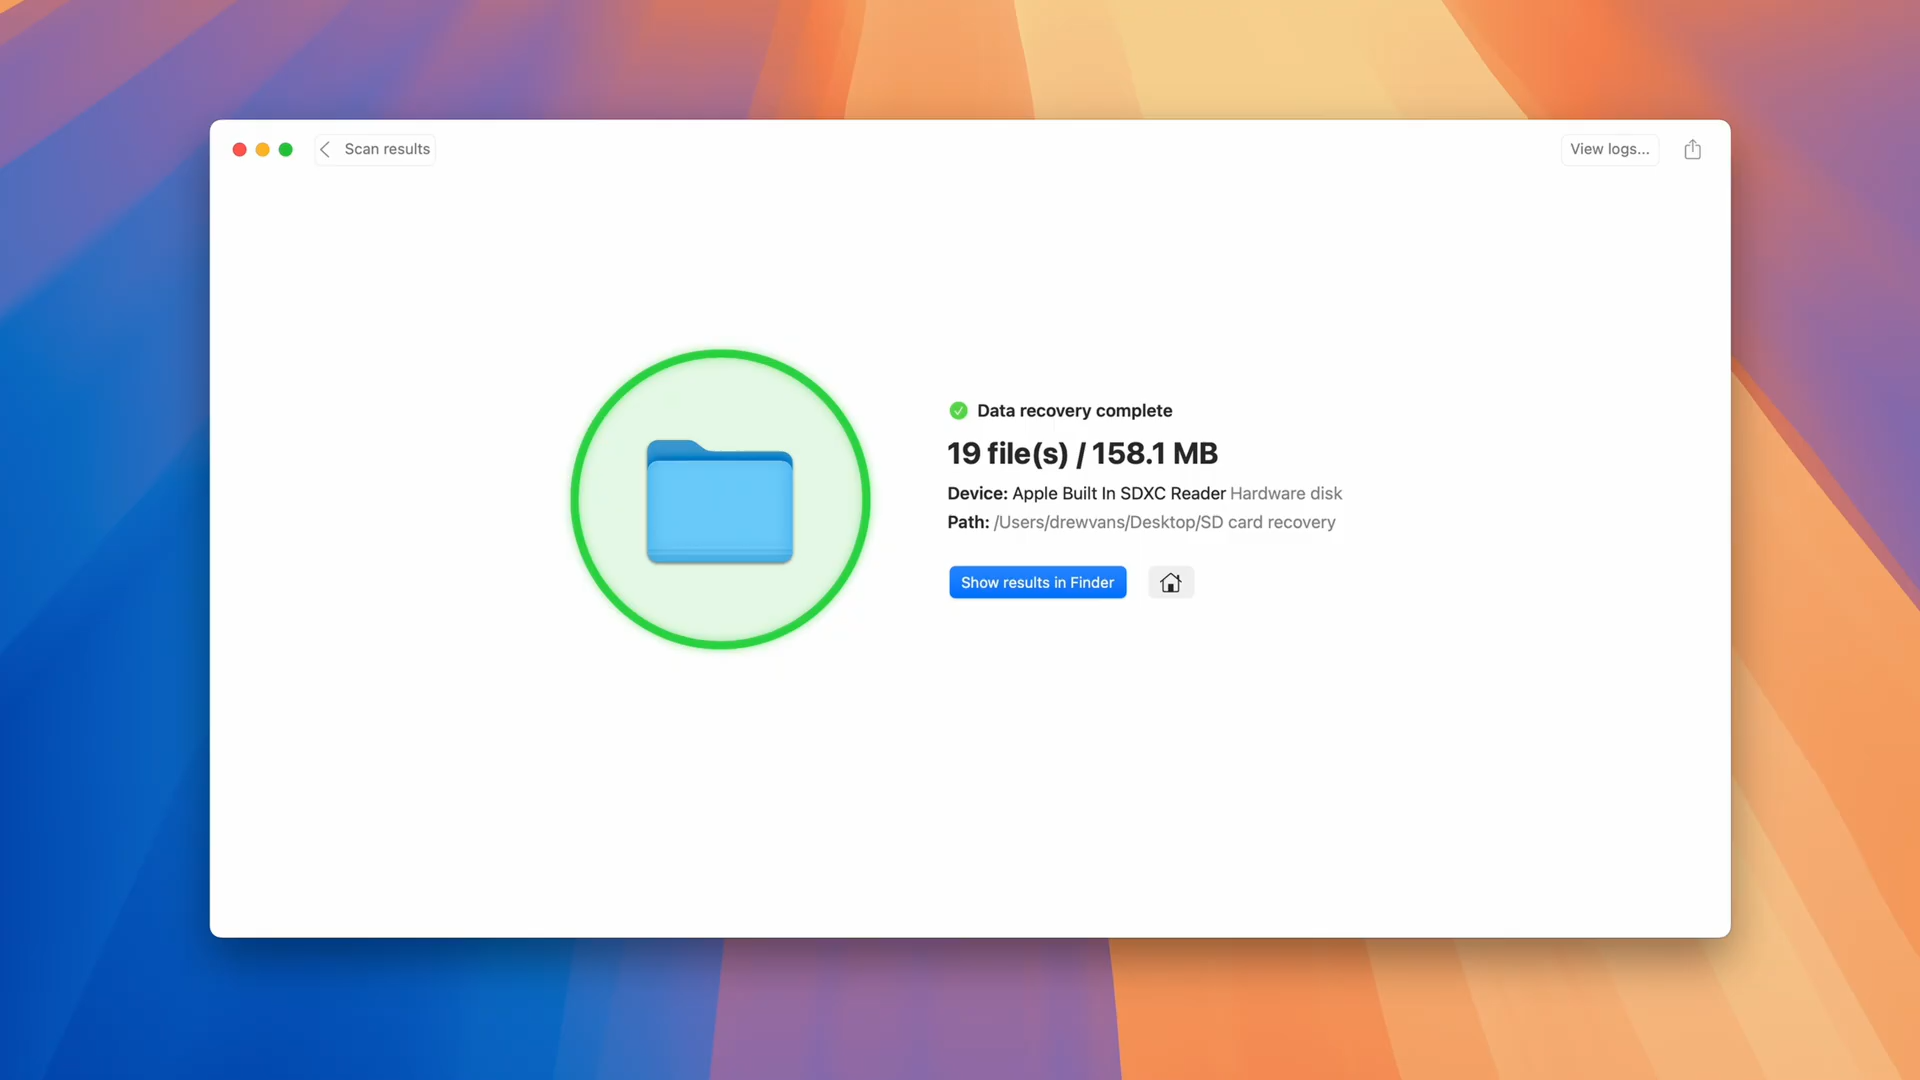 Scan results
View logs...
Data recovery complete
19 file(s) / 158.1 MB
Device: Apple Built In SDXC Reader Hardware disk
Path: /Users/drewvans/Desktop/SD card recovery
Show results in Finder